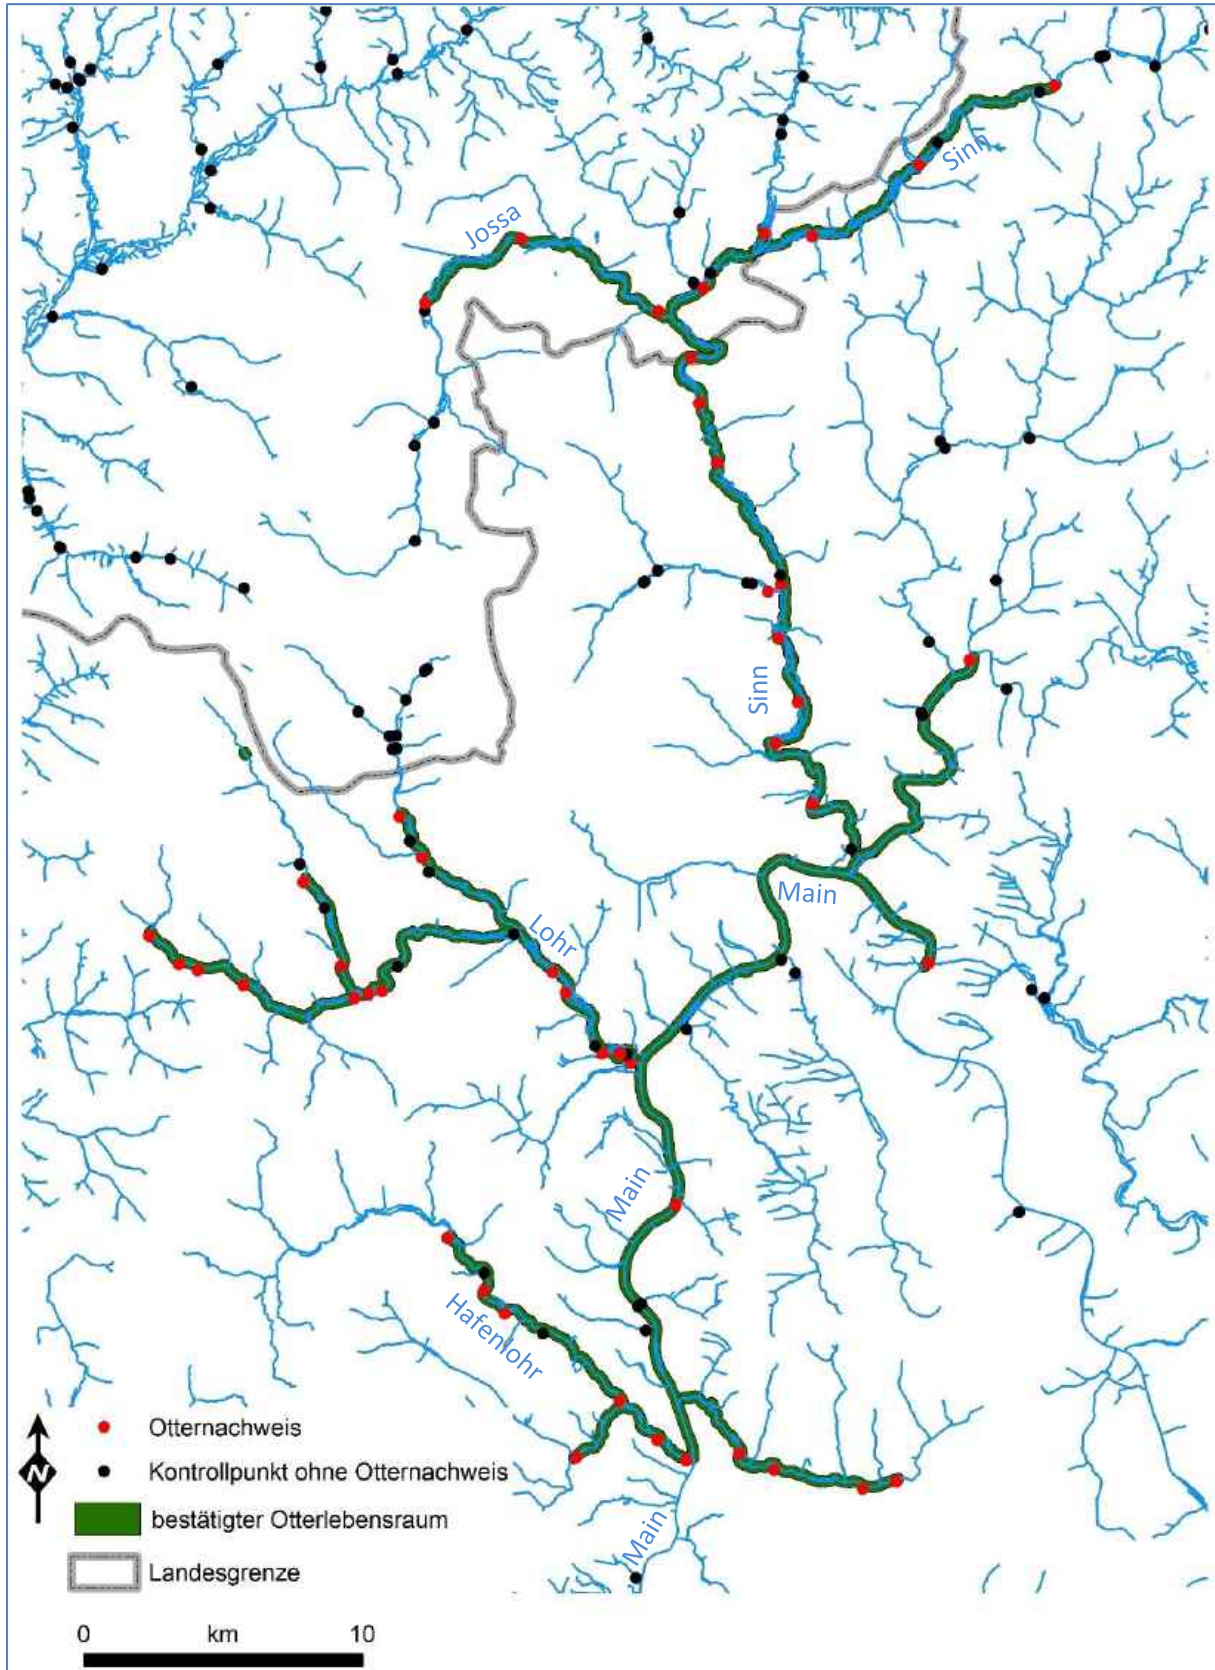 Sinn
Jossa
Sinn
Main
Lohr
Main
Hafenlohr
Otternachweis
N
Kontrollpunkt ohne Otternachweis
bestätigter Otterlebensraum
Main
Landesgrenze
0 km 10